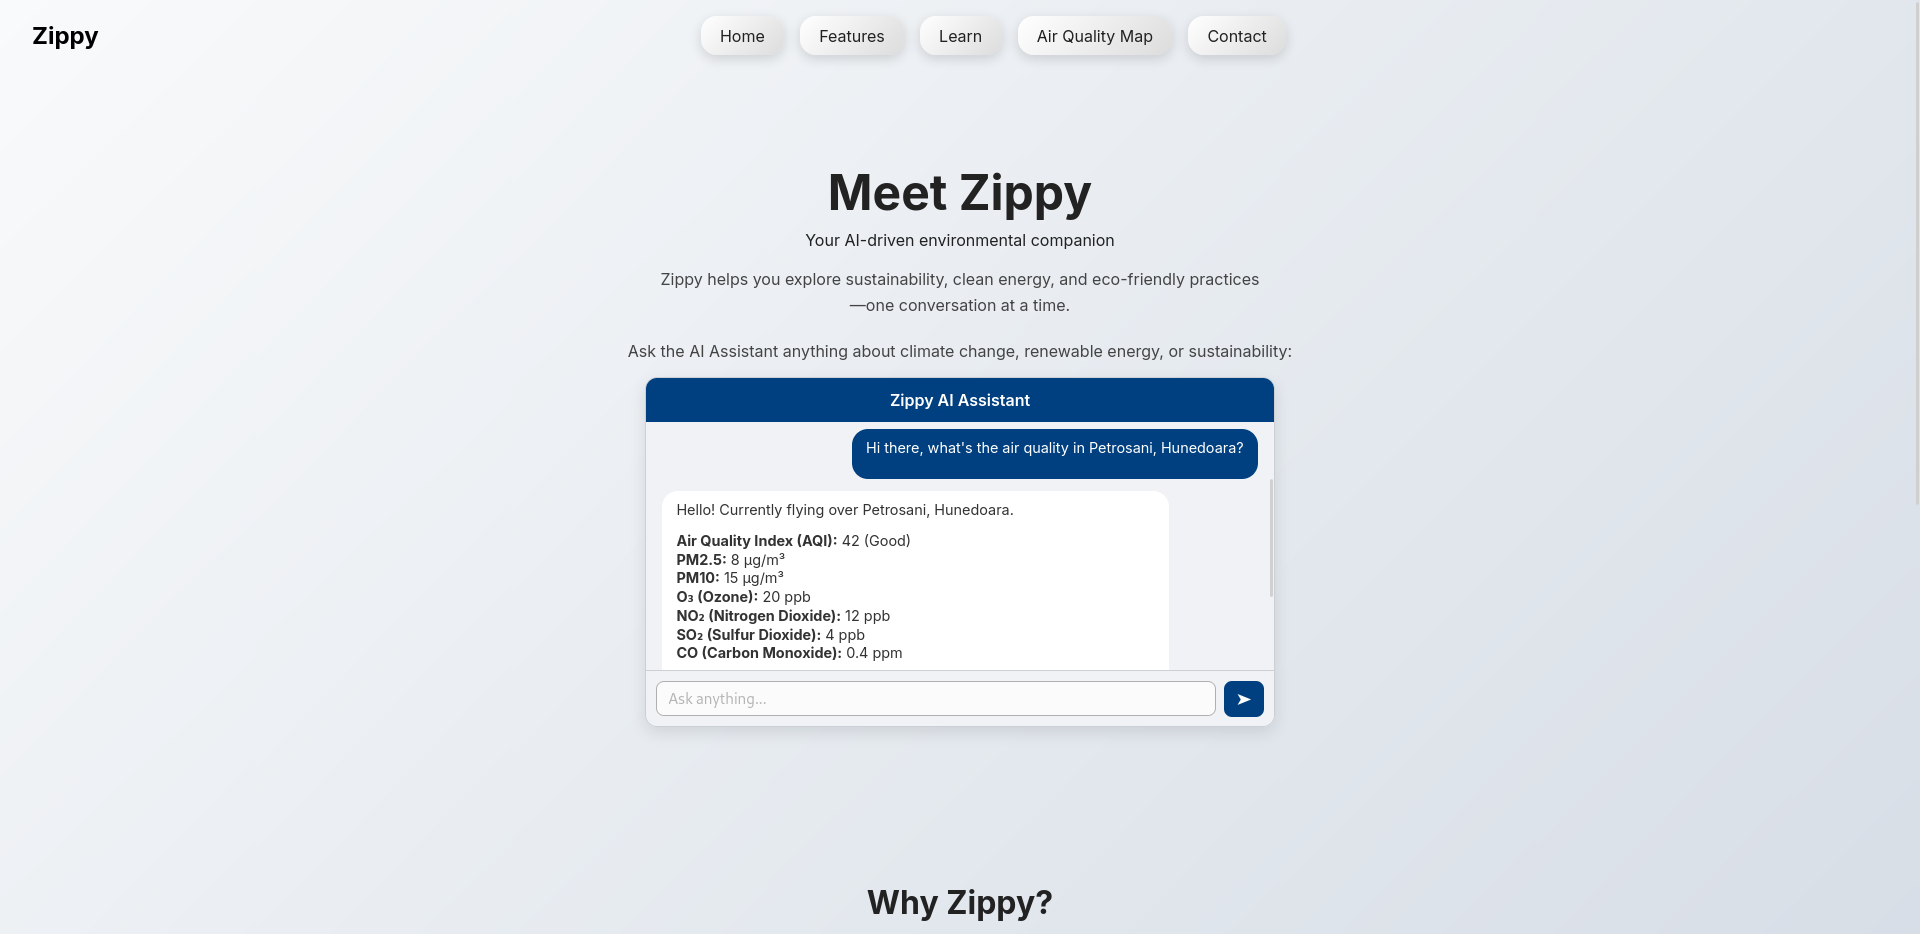 Zippy
Home
Features
Learn
Air Quality Map
Contact
Meet Zippy
Your AI-driven environmental companion
Zippy helps you explore sustainability, clean energy, and eco-friendly practices
—one conversation at a time.
Ask the AI Assistant anything about climate change, renewable energy, or sustainability:
Zippy AI Assistant
Hi there, what's the air quality in Petrosani, Hunedoara?
Hello! Currently flying over Petrosani, Hunedoara.
Air Quality Index (AQI): 42 (Good)
PM2.5: 8 µg/m³
PM10: 15 µg/m³
O₃ (Ozone): 20 ppb
NO₂ (Nitrogen Dioxide): 12 ppb
SO₂ (Sulfur Dioxide): 4 ppb
CO (Carbon Monoxide): 0.4 ppm
Ask anything...
Why Zippy?